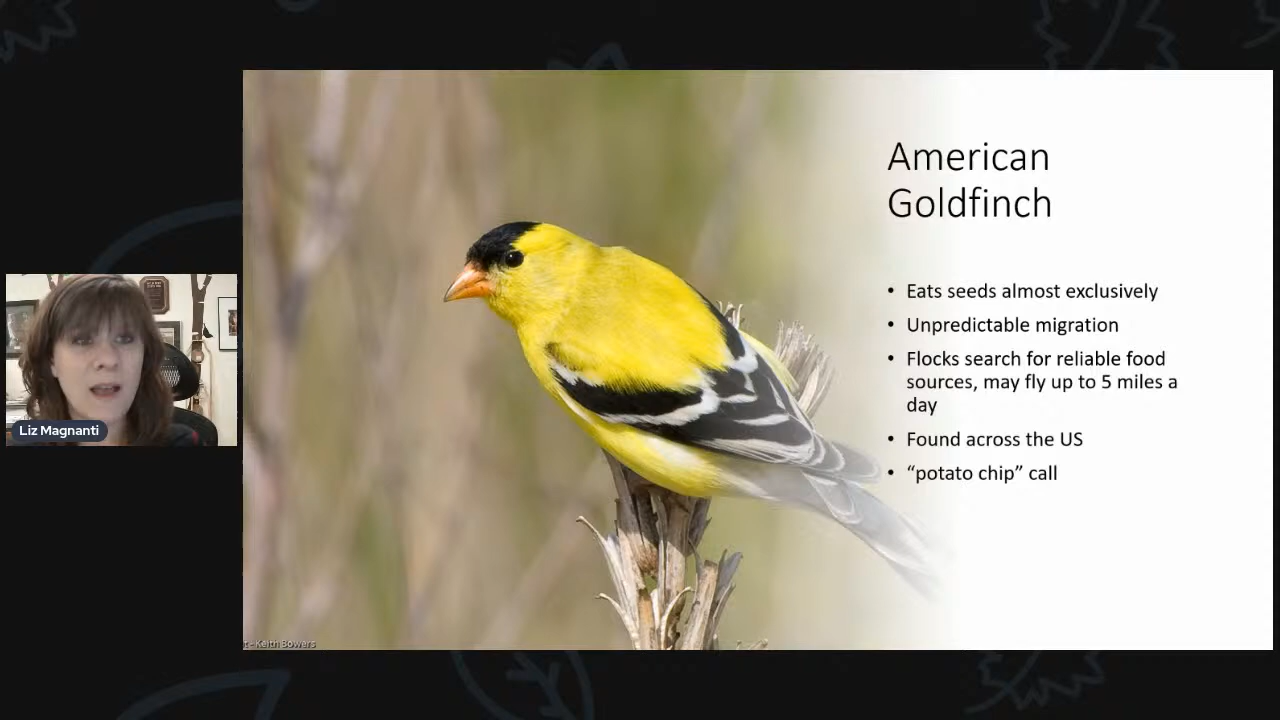 American
Goldfinch
• Eats seeds almost exclusively
• Unpredictable migration
• Flocks search for reliable food
sources, may fly up to 5 miles a
day
• Found across the US
• “potato chip” call
Liz Magnanti
- Keith Bowers